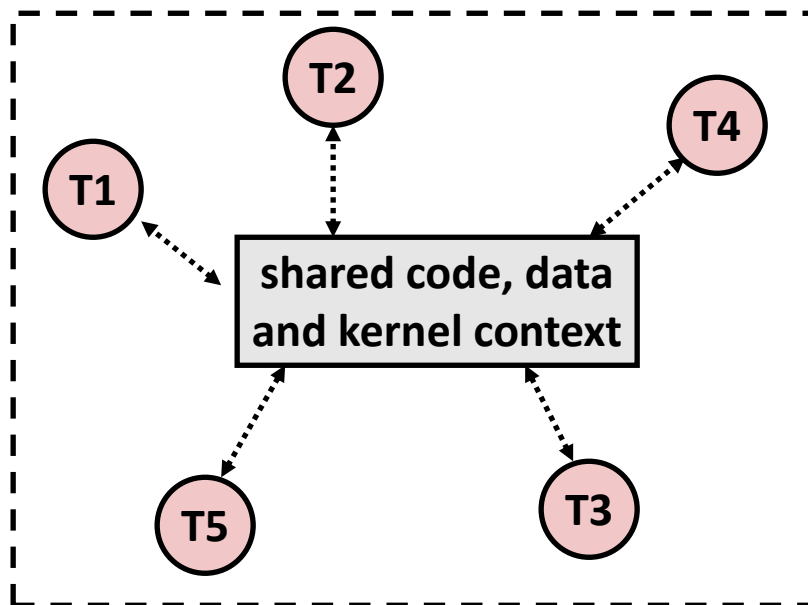 T2
T4
T1
shared code, data
and kernel context
T5
T3